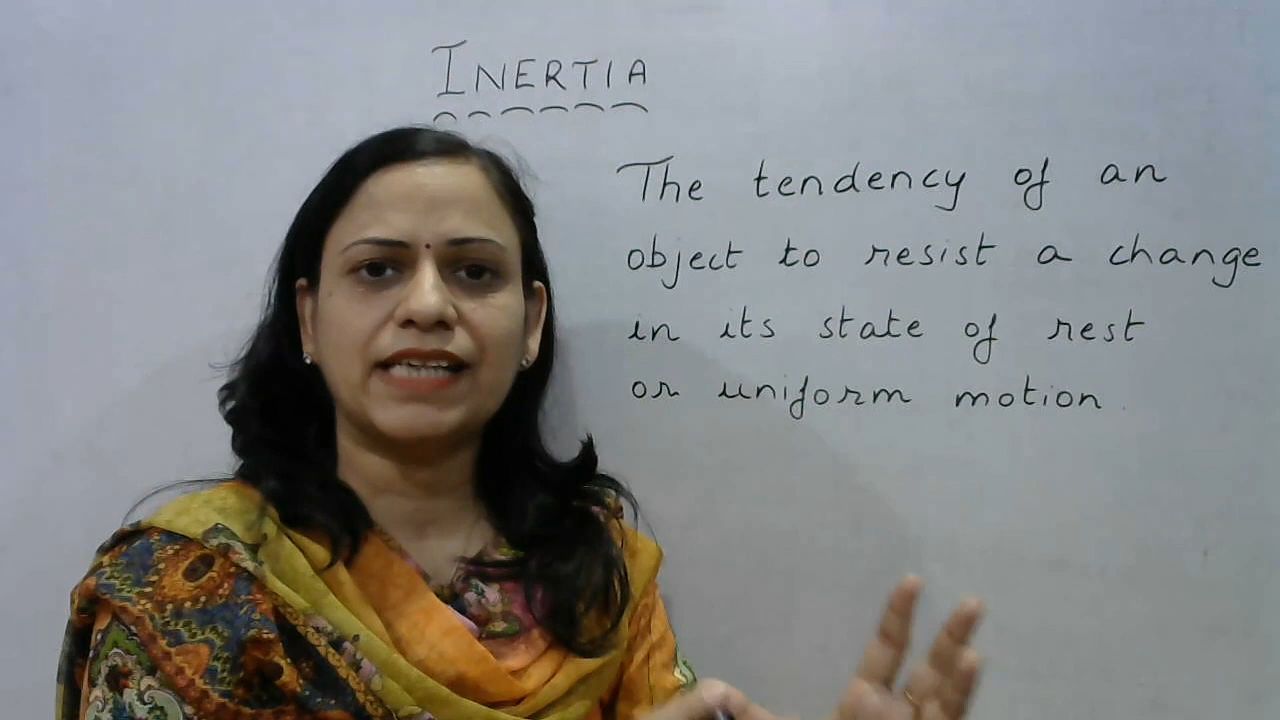 INERTIA
The tendency of an
object to resist a change
in its state of rest
or uniform motion.